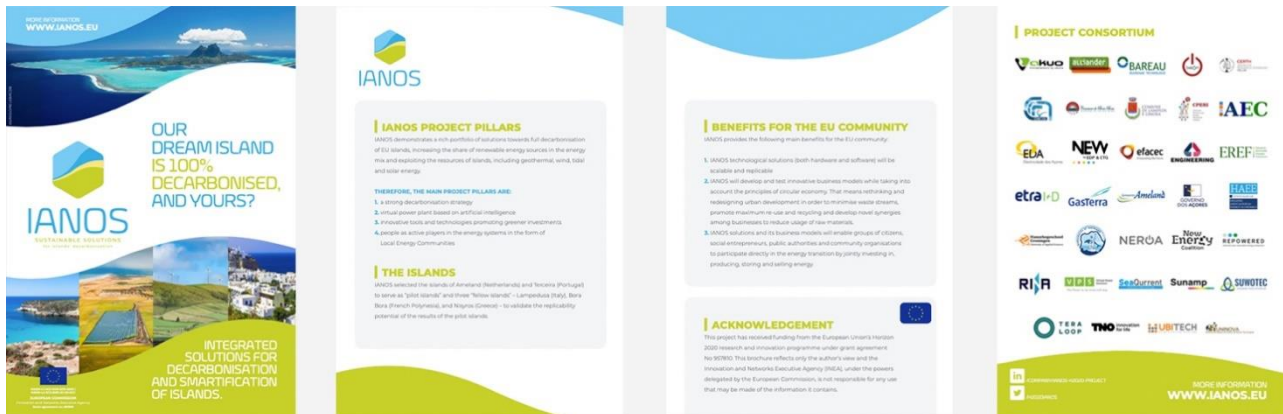 MORE INFORMATION
WWW.IANOS.EU
OUR
DREAM ISLAND
IS 100%
DECARBONISED,
AND YOURS?
IANOS
SUSTAINABLE SOLUTIONS
INTEGRATED
SOLUTIONS FOR
DECARBONISATION
AND SMARTIFICATION
OF ISLANDS.
IANOS
IANOS PROJECT PILLARS
IANOS demonstrates a rich portfolio of solutions towards full decarbonisation
of EU islands, increasing the share of renewable energy sources in the energy
mix and exploiting the resources of islands, including geothermal, wind, tidal
and solar energy.
THEREFORE, THE MAIN PROJECT PILLARS ARE:
1. a strong decarbonisation strategy
2. virtual power plant based on artificial intelligence
3. innovative tools and technologies promoting greener investments
4. people as active players in the energy systems in the form of
Local Energy Communities
THE ISLANDS
IANOS selected the islands of Ameland (Netherlands) and Terceira (Portugal)
to serve as "pilot islands" and three "fellow islands" – Lampedusa (Italy), Bora
Bora (French Polynesia), and Nisyros (Greece) – to validate the replicability
potential of the results of the pilot islands
BENEFITS FOR THE EU COMMUNITY
IANOS provides the following main benefits for the EU community:
1. IANOS technological solutions (both hardware and software) will be
scalable and replicable
2. IANOS will develop and test innovative business models while taking into
account the principles of circular economy. That means rethinking and
redesigning urban development in order to minimise waste streams,
promote maximum re-use and recycling and develop novel synergies
among businesses to reduce usage of raw materials.
3. IANOS solutions and its business models will enable groups of citizens,
social entrepreneurs, public authorities and community organisations
to participate directly in the energy transition by jointly investing in,
producing, storing and selling energy
ACKNOWLEDGEMENT
This project has received funding from the European Union's Horizon
2020 research and innovation programme under grant agreement
No 957810. This brochure reflects only the author's view and the
Innovation and Networks Executive Agency (INEA), under the powers
delegated by the European Commission, is not responsible for any use
that may be made of the information it contains.
PROJECT CONSORTIUM
akuo alliander BAREAU CERTH
CPERI IAEC
EDA NEW efacec ENGINEERING EREF
etra I+D GasTerra Ameland GOVERNO DOS AÇORES HAEE
NEROA New Energy Coalition REPOWERED
RINA VPS SeaQurrent Sunamp SUWOTEC
TERA LOOP TNO innovation for life UBITECH
MORE INFORMATION
WWW.IANOS.EU